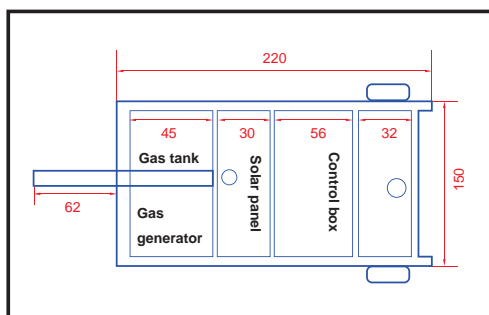 220
45
30
56
32
Gas tank
Solar panel
Control box
150
62
Gas
generator